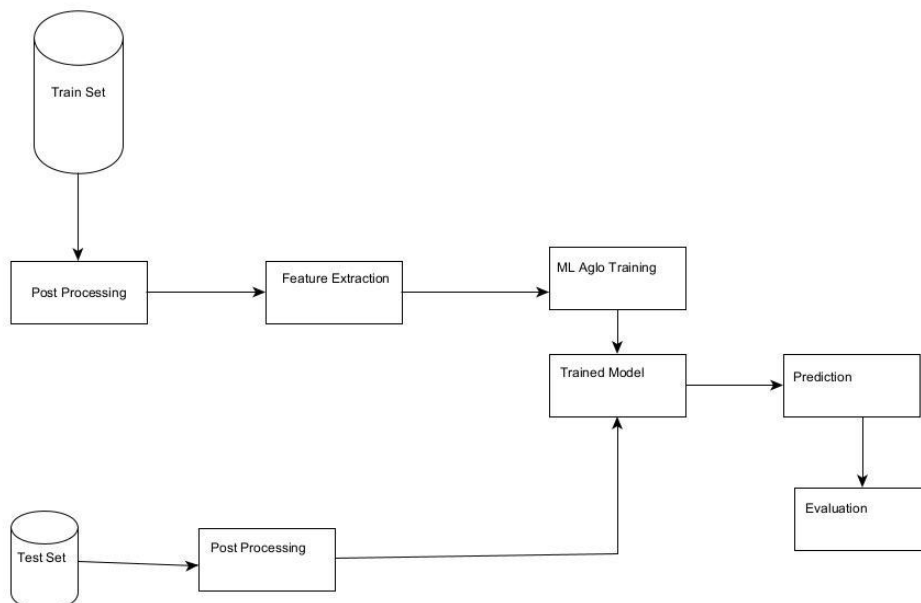 Train Set
Post Processing
Feature Extraction
ML Aglo Training
Trained Model
Prediction
Evaluation
Test Set
Post Processing